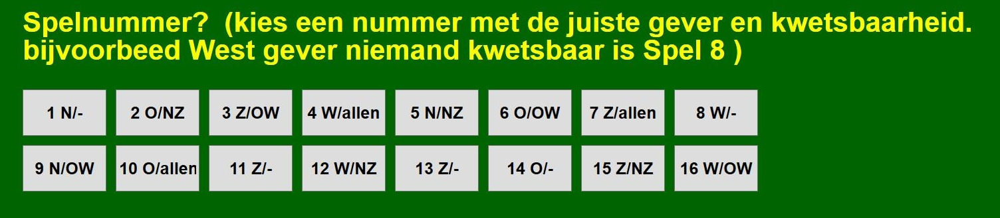 Spelnummer?  (kies een nummer met de juiste gever en kwetsbaarheid.
bijvoorbeed West gever niemand kwetsbaar is Spel 8 )
1 N/- 2 O/NZ 3 Z/OW 4 W/allen 5 N/NZ 6 O/OW 7 Z/allen 8 W/-
9 N/OW 10 O/allen 11 Z/- 12 W/NZ 13 Z/- 14 O/- 15 Z/NZ 16 W/OW